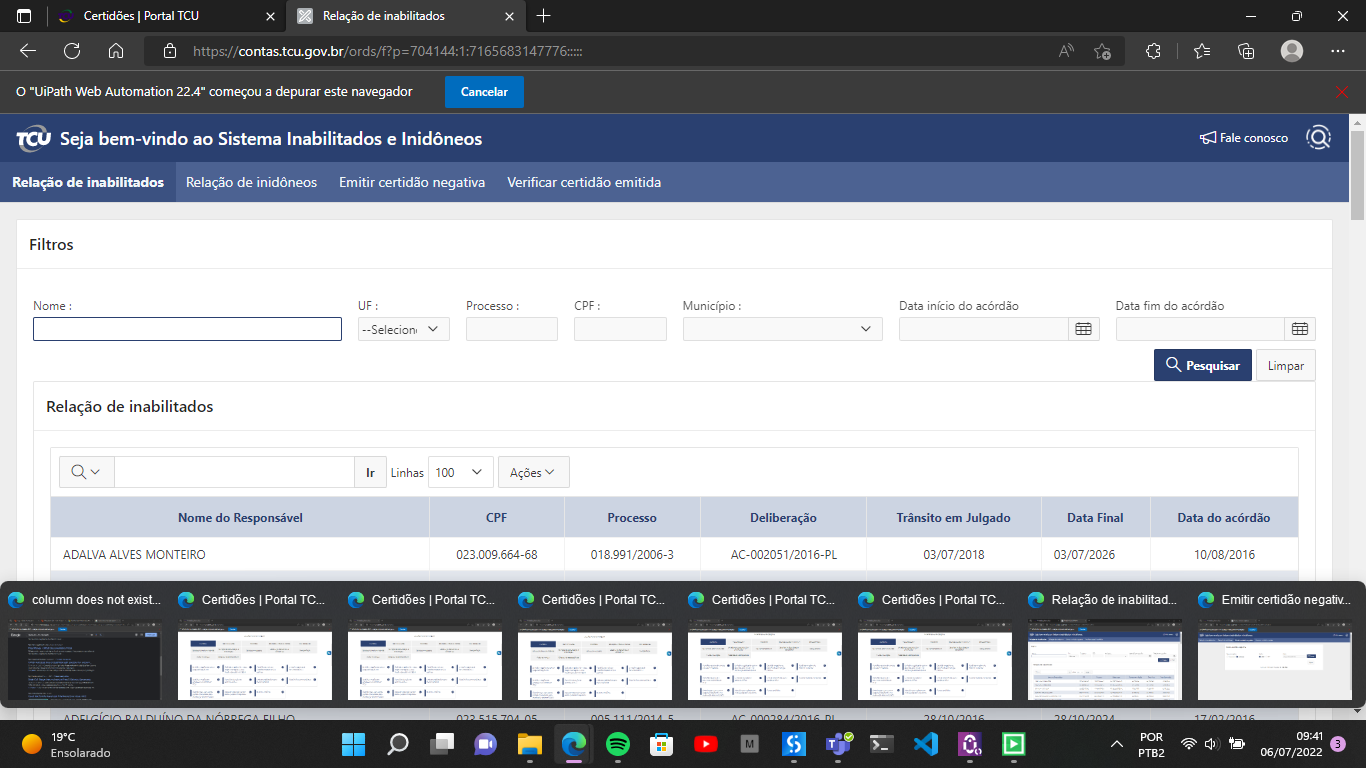 Certidões | Portal TCU
Relação de inabilitados
https://contas.tcu.gov.br/ords/f?p=704144:1:7165683147776:::::
O "UiPath Web Automation 22.4" começou a depurar este navegador
Cancelar
TCU Seja bem-vindo ao Sistema Inabilitados e Inidôneos
Fale conosco
Relação de inabilitados Relação de inidôneos Emitir certidão negativa Verificar certidão emitida
Filtros
Nome : UF : Processo : CPF : Município : Data início do acórdão Data fim do acórdão
--Selecion
Pesquisar Limpar
Relação de inabilitados
Ir Linhas 100 Ações
Nome do Responsável CPF Processo Deliberação Trânsito em Julgado Data Final Data do acórdão
ADALVA ALVES MONTEIRO 023.009.664-68 018.991/2006-3 AC-002051/2016-PL 03/07/2018 03/07/2026 10/08/2016
column does not exist... Certidões | Portal TC... Certidões | Portal TC... Certidões | Portal TC... Certidões | Portal TC... Certidões | Portal TC... Relação de inabilitad... Emitir certidão negativ...
ADELGÍCIO BALDUÍNO DA NÓBREGA FILHO 023.515.704-05 005.111/2014-5 AC-000284/2016-PL 28/10/2016 28/10/2024 17/02/2016
19°C
Ensolarado
POR
PTB2
09:41
06/07/2022
3